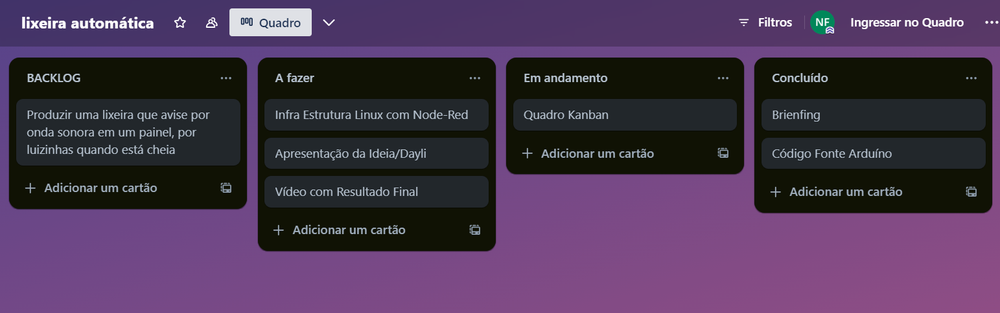 lixeira automática
Quadro
Filtros
NF
Ingressar no Quadro
BACKLOG
Produzir uma lixeira que avise por
onda sonora em um painel, por
luizinhas quando está cheia
Adicionar um cartão
A fazer
Infra Estrutura Linux com Node-Red
Apresentação da Ideia/Dayli
Vídeo com Resultado Final
Adicionar um cartão
Em andamento
Quadro Kanban
Adicionar um cartão
Concluído
Brienfing
Código Fonte Arduíno
Adicionar um cartão